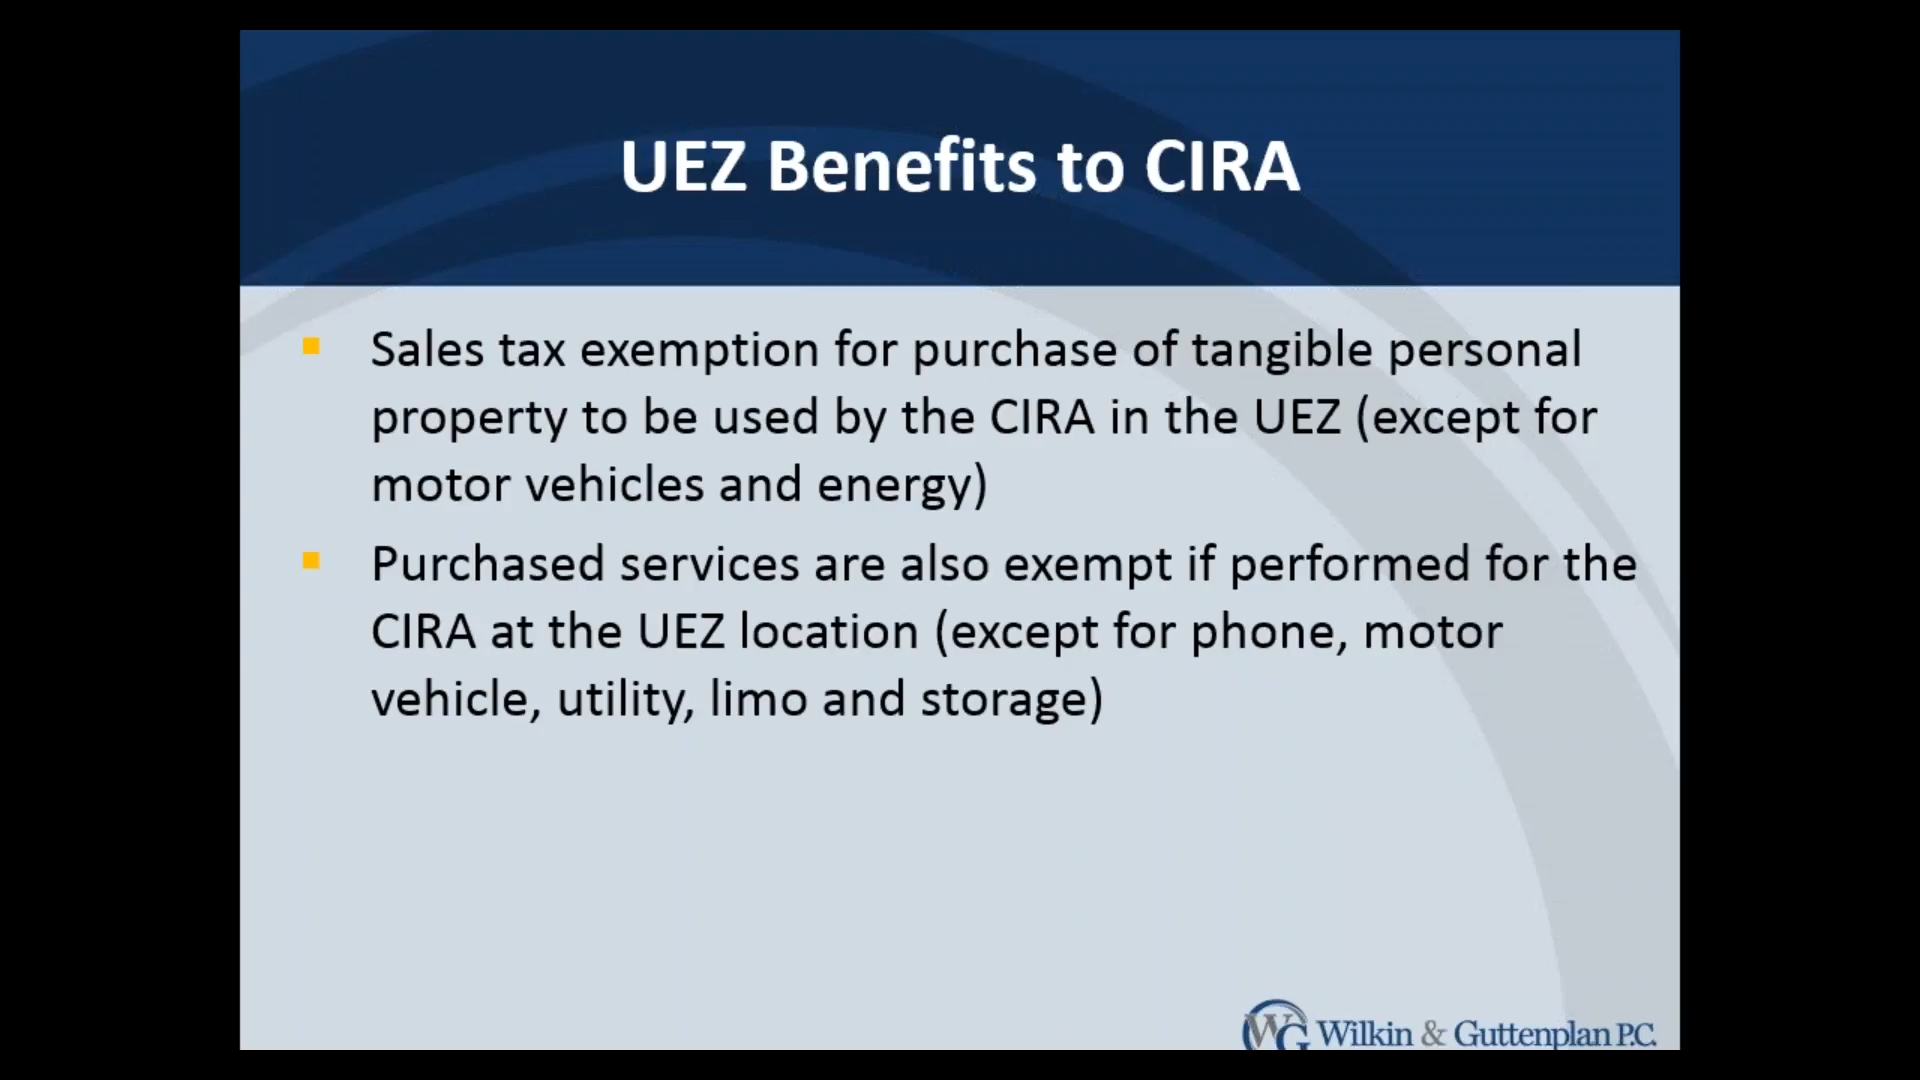 UEZ Benefits to CIRA
Sales tax exemption for purchase of tangible personal
property to be used by the CIRA in the UEZ (except for
motor vehicles and energy)
Purchased services are also exempt if performed for the
CIRA at the UEZ location (except for phone, motor
vehicle, utility, limo and storage)
WG Wilkin & Guttenplan P.C.